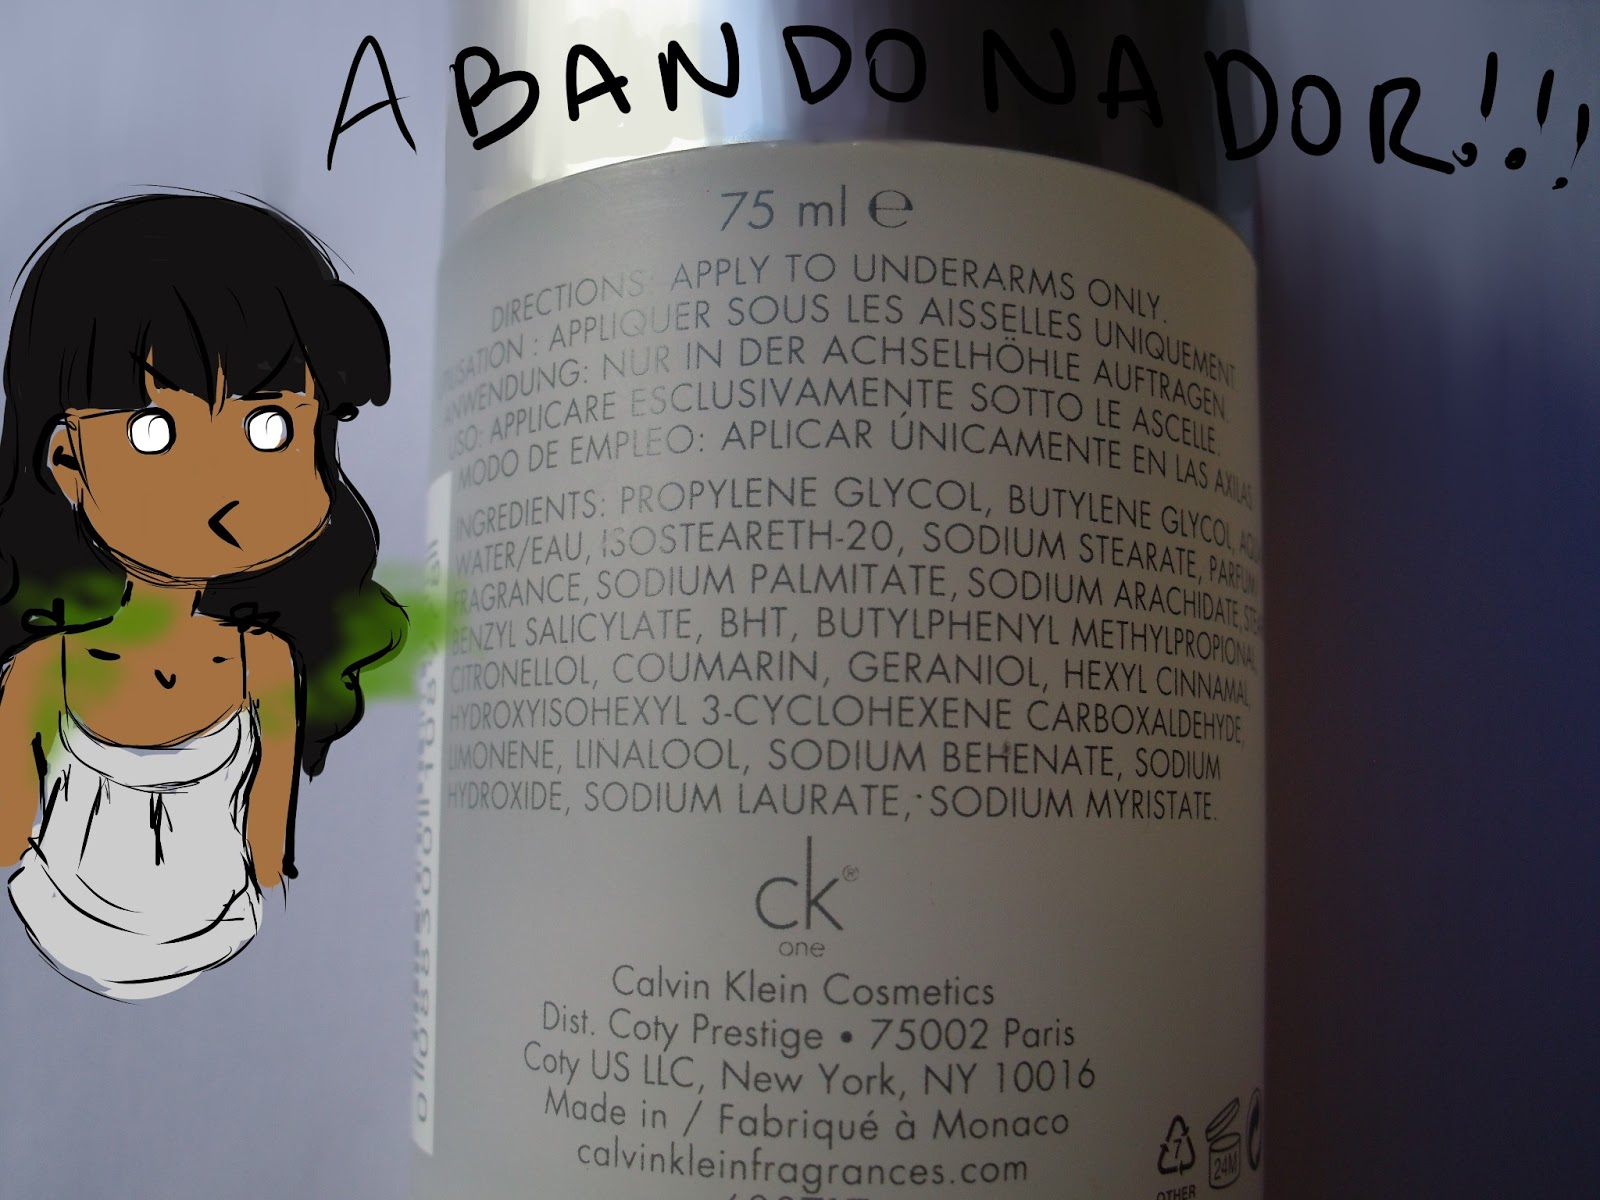 ABANDONADOR!!!
75 ml ℮
DIRECTIONS: APPLY TO UNDERARMS ONLY.
: APPLIQUER SOUS LES AISSELLES UNIQUEMENT
ANWENDUNG: NUR IN DER ACHSELHÖHLE AUFTRAGEN.
USO: APPLICARE ESCLUSIVAMENTE SOTTO LE ASCELLE.
MODO DE EMPLEO: APLICAR ÚNICAMENTE EN LAS AXILAS
INGREDIENTS: PROPYLENE GLYCOL, BUTYLENE GLYCOL,
WATER/EAU, ISOSTEARETH-20, SODIUM STEARATE, PARFUM
FRAGRANCE, SODIUM PALMITATE, SODIUM ARACHIDATE,
BENZYL SALICYLATE, BHT, BUTYLPHENYL
CITRONELLOL, COUMARIN, GERANIOL, HEXYL CINNAMAL,
HYDROXYISOHEXYL 3-CYCLOHEXENE CARBOXALDEHYDE,
LIMONENE, LINALOOL, SODIUM BEHENATE, SODIUM
HYDROXIDE, SODIUM LAURATE, SODIUM MYRISTATE.
ck®
one
Calvin Klein Cosmetics
Dist. Coty Prestige • 75002 Paris
Coty US LLC, New York, NY 10016
Made in / Fabriqué à Monaco
calvinkleinfragrances.com
7
OTHER
24M